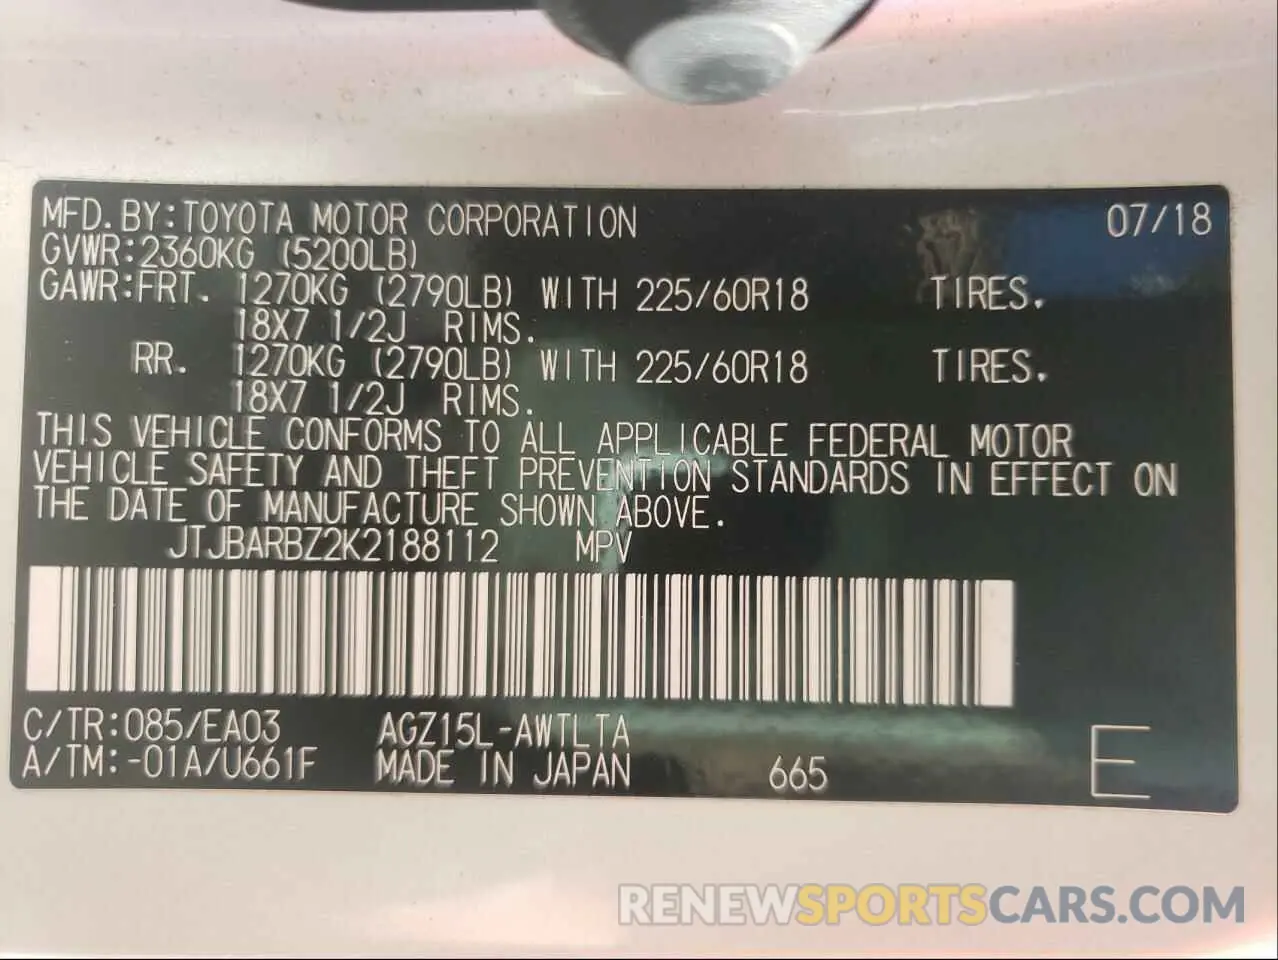 MFD.BY:TOYOTA MOTOR CORPORATION 07/18
GVWR:2360KG (5200LB)
GAWR:FRT. 1270KG (2790LB) WITH 225/60R18 TIRES.
18X7 1/2J RIMS.
RR. 1270KG (2790LB) WITH 225/60R18 TIRES.
18X7 1/2J RIMS.
THIS VEHICLE CONFORMS TO ALL APPLICABLE FEDERAL MOTOR
VEHICLE SAFETY AND THEFT PREVENTION STANDARDS IN EFFECT ON
THE DATE OF MANUFACTURE SHOWN ABOVE.
JTJBARBZ2K2188112 MPV
C/TR:085/EA03 AGZ15L-AWTLTA
A/TM:-01A/U661F MADE IN JAPAN 665 E
RENEWSPORTSCARS.COM